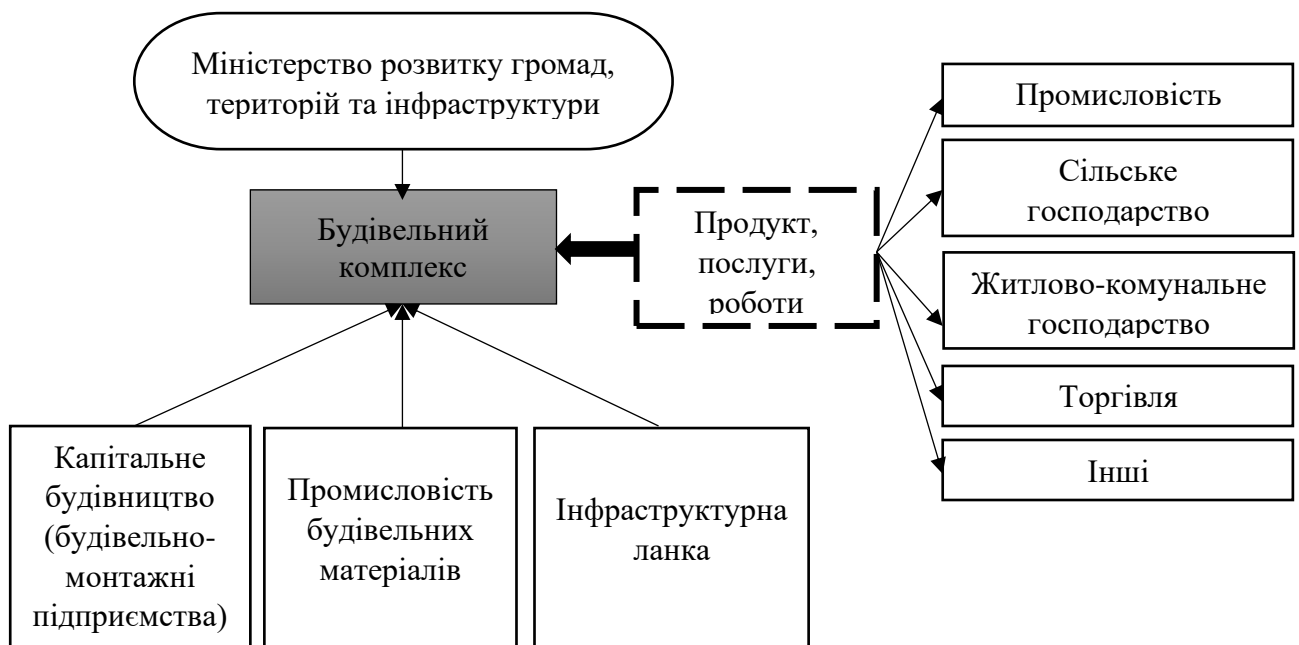 Міністерство розвитку громад,
територій та інфраструктури
Будівельний
комплекс
Продукт,
послуги,
роботи
Промисловість
Сільське
господарство
Житлово-комунальне
господарство
Торгівля
Інші
Капітальне
будівництво
(будівельно-
монтажні
підприємства)
Промисловість
будівельних
матеріалів
Інфраструктурна
ланка